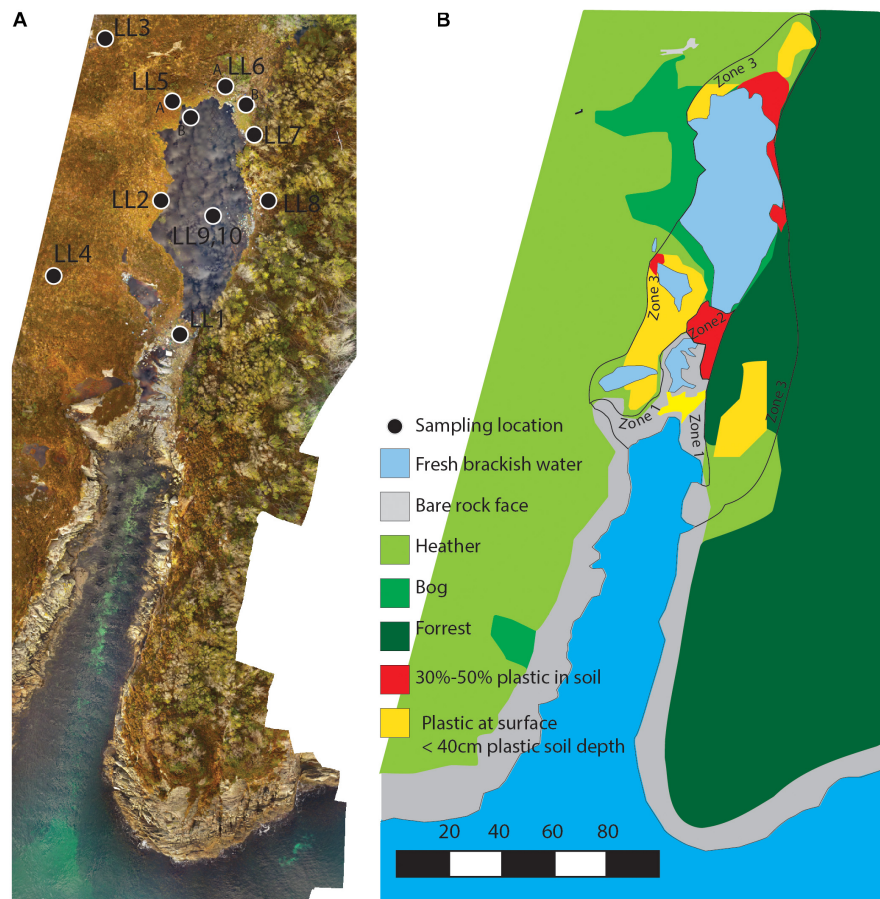 A
LL3
A
LL6
LL5
A
B
B
LL7
LL2
LL8
LL9,10
LL4
LL1
B
Zone 3
Zone 3
Zone2
Zone 3
Zone 1
Zone 1
Sampling location
Fresh brackish water
Bare rock face
Heather
Bog
Forrest
30%-50% plastic in soil
Plastic at surface
< 40cm plastic soil depth
20 40 60 80